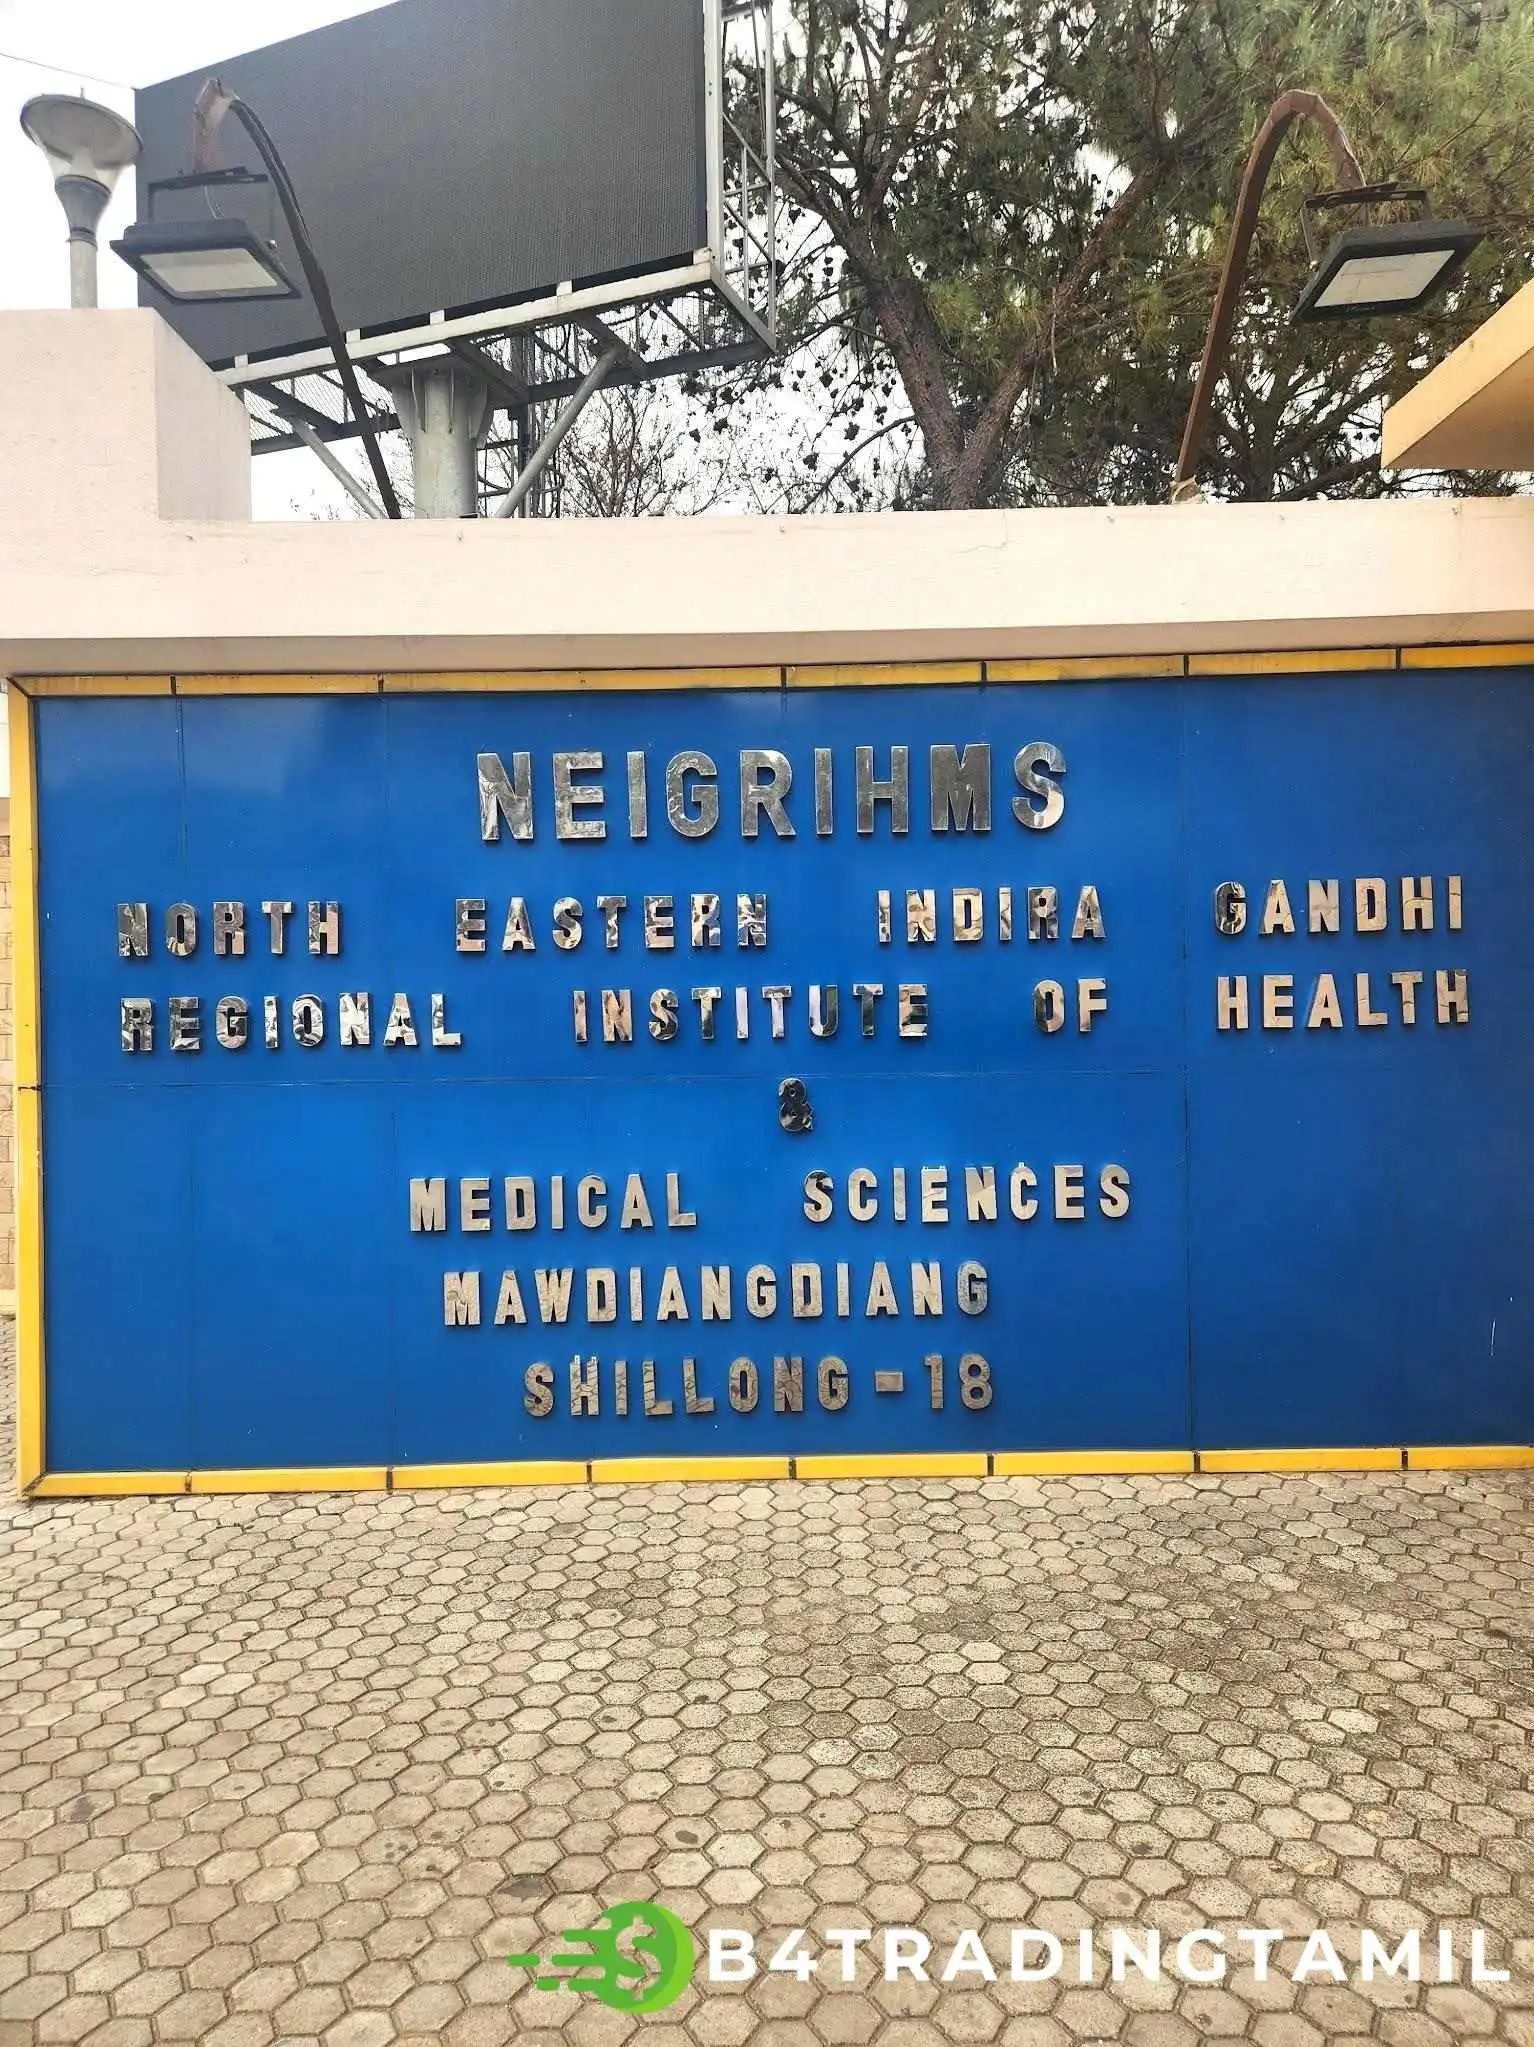 NEIGRIHMS
NORTH EASTERN INDIRA GANDHI
REGIONAL INSTITUTE OF HEALTH
&
MEDICAL SCIENCES
MAWDIANGDIANG
SHILLONG-18
B4TRADINGTAMIL